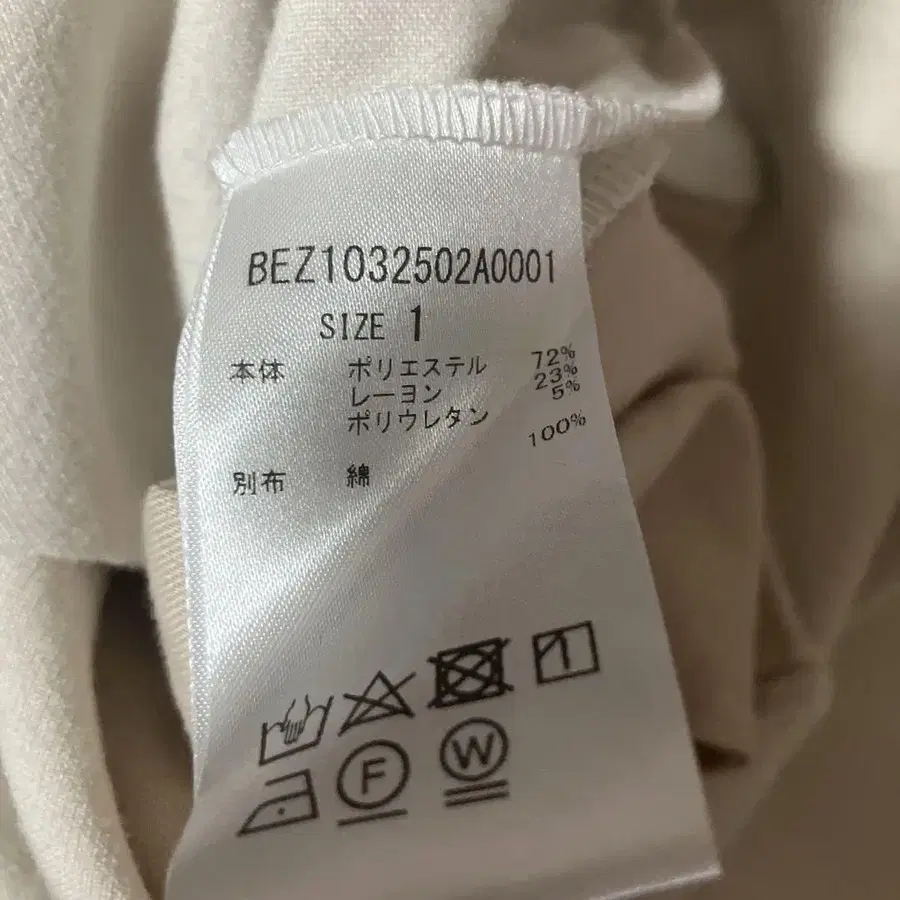 BEZ1032502A0001
SIZE 1
本体 ポリエステル 72%
レーヨン 23%
ポリウレタン 5%
別布 綿 100%
F W